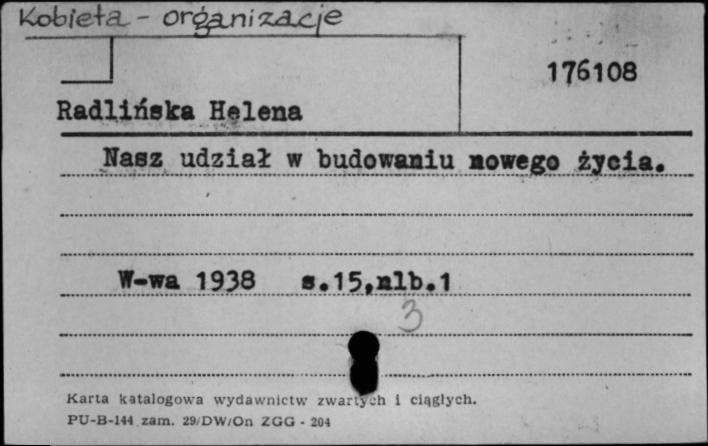 Kobieta - organizacje
176108
Radlińska Helena
Nasz udział w budowaniu nowego życia.
W-wa 1938 s.15,nlb.1
3
Karta katalogowa wydawnictw zwartych i ciągłych.
PU-B-144 zam. 29/DW/On ZGG - 204